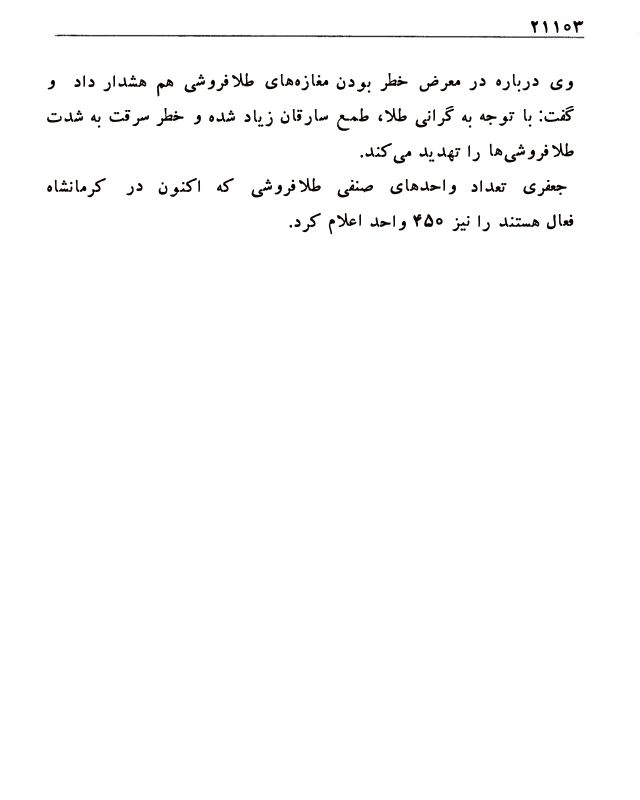 ۲۱۱۰۳
وی درباره در معرض خطر بودن مغازه‌های طلافروشی هم هشدار داد و
گفت: با توجه به گرانی طلا، طمع سارقان زیاد شده و خطر سرقت به شدت
طلافروشی‌ها را تهدید می‌کند.
جعفری تعداد واحدهای صنفی طلافروشی که اکنون در کرمانشاه
فعال هستند را نیز ۴۵۰ واحد اعلام کرد.